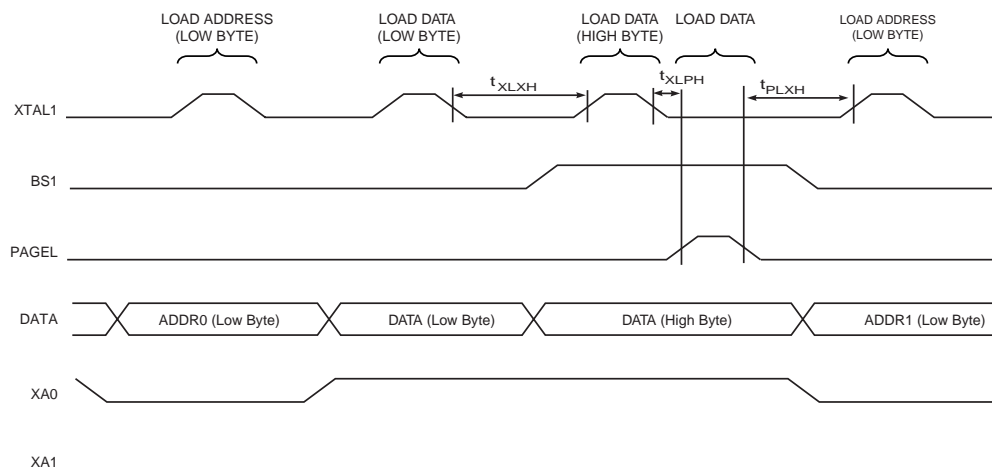 LOAD ADDRESS
(LOW BYTE)
LOAD DATA
(LOW BYTE)
LOAD DATA
(HIGH BYTE)
LOAD DATA
LOAD ADDRESS
(LOW BYTE)
XTAL1
t XLXH
tXLPH
tPLXH
BS1
PAGEL
DATA
ADDR0 (Low Byte)
DATA (Low Byte)
DATA (High Byte)
ADDR1 (Low Byte)
XA0
XA1